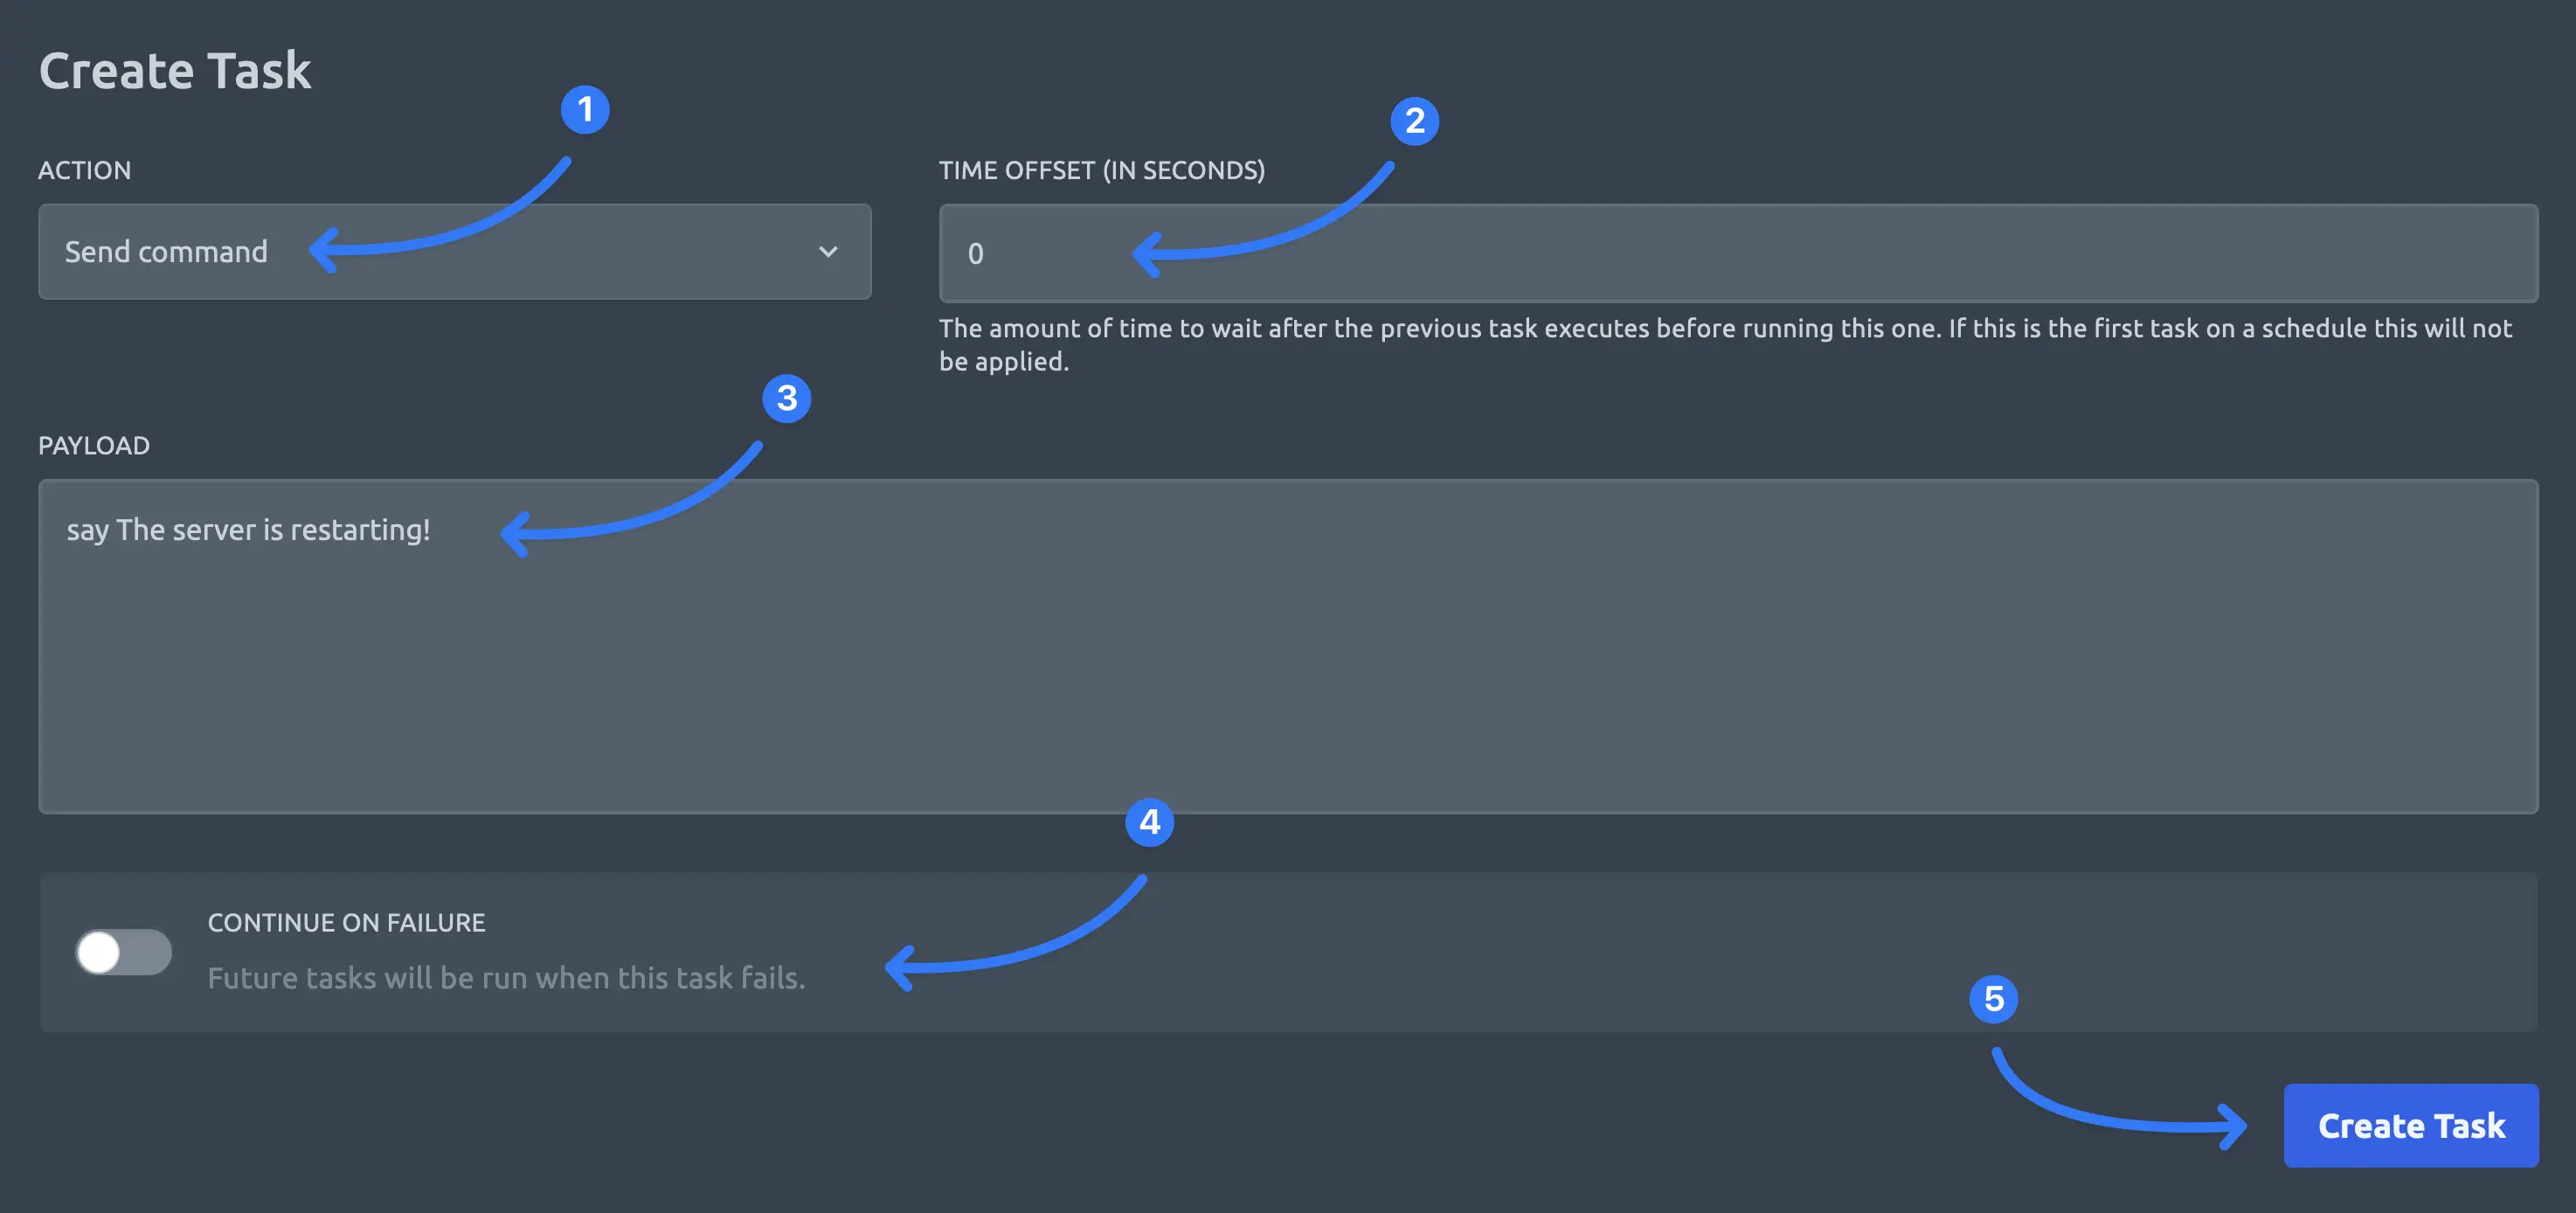 Create Task
1
2
ACTION
TIME OFFSET (IN SECONDS)
Send command
0
The amount of time to wait after the previous task executes before running this one. If this is the first task on a schedule this will not
be applied.
3
PAYLOAD
say The server is restarting!
4
CONTINUE ON FAILURE
Future tasks will be run when this task fails.
5
Create Task